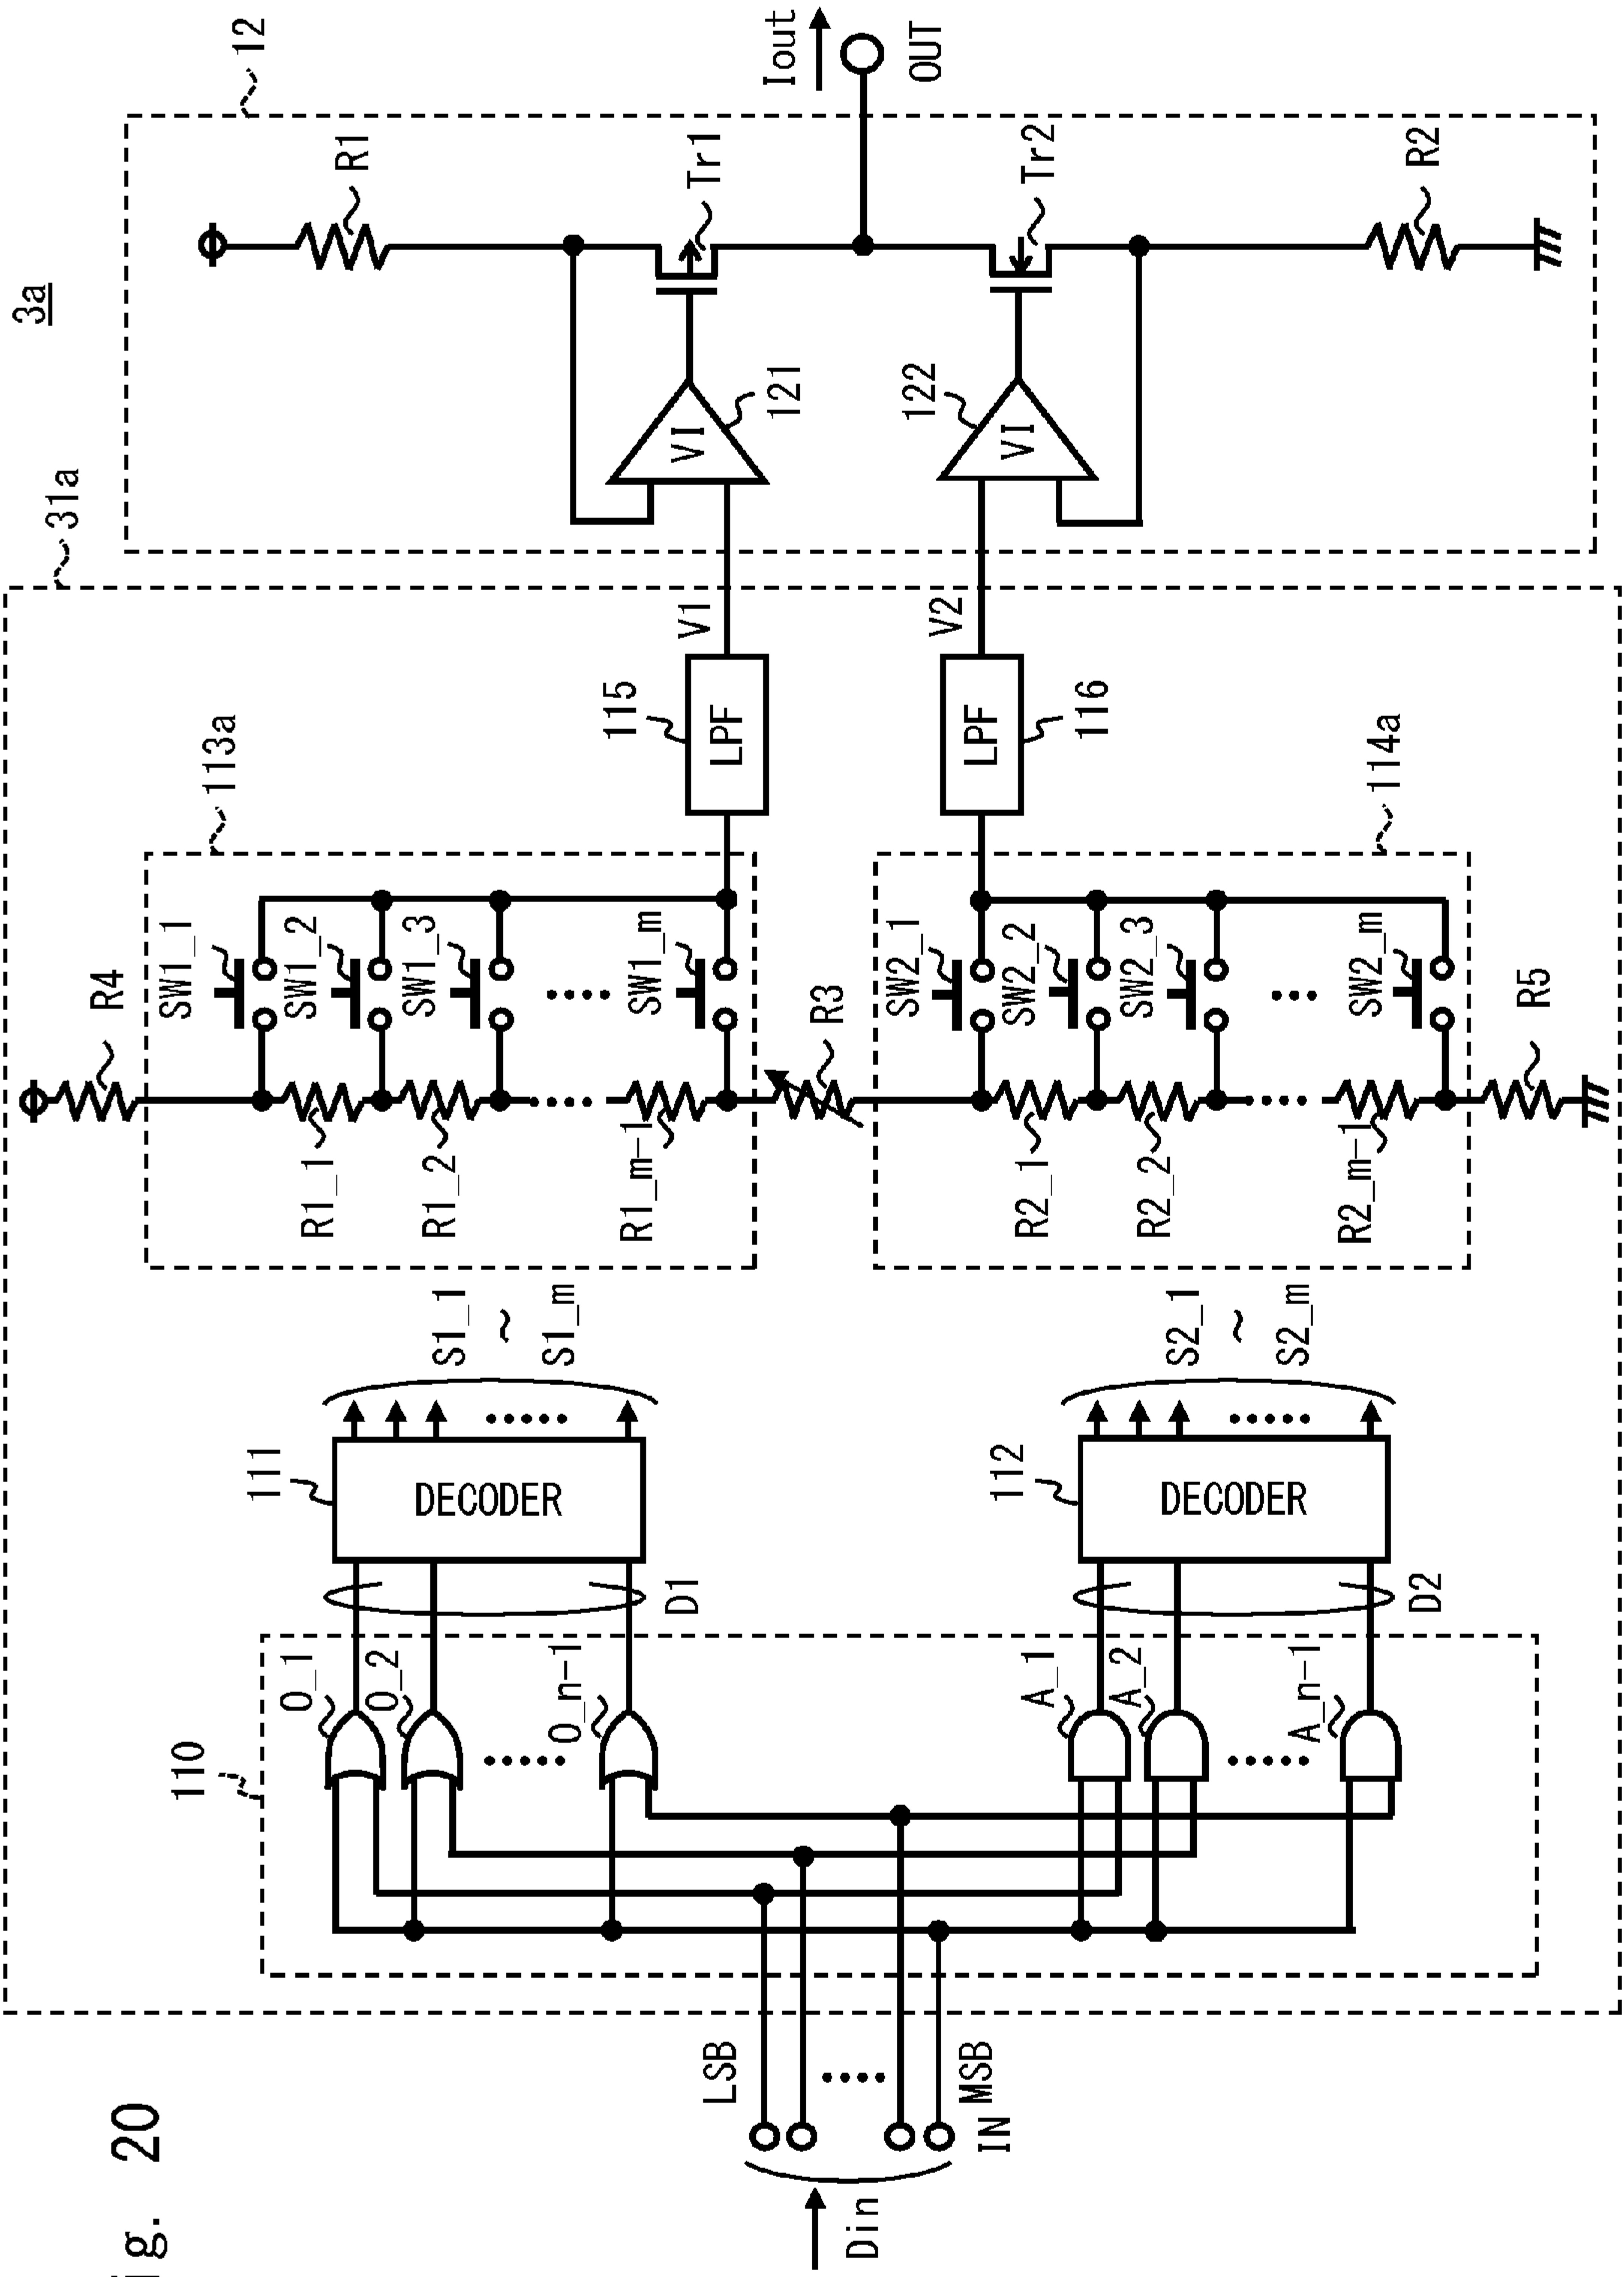 ig. 20
3a
31a
12
Din
LSB
MSB
IN
110
O_1
O_2
O_n-1
A_1
A_2
A_n-1
D1
D2
111
DECODER
112
DECODER
S1_1
~
S1_m
S2_1
~
S2_m
113a
R4
SW1_1
SW1_2
SW1_3
SW1_m
R1_1
R1_2
R1_m-1
R3
114a
SW2_1
SW2_2
SW2_3
SW2_m
R2_1
R2_2
R2_m-1
R5
115
LPF
V1
116
LPF
V2
VI
121
VI
122
R1
Tr1
Tr2
R2
Iout
OUT